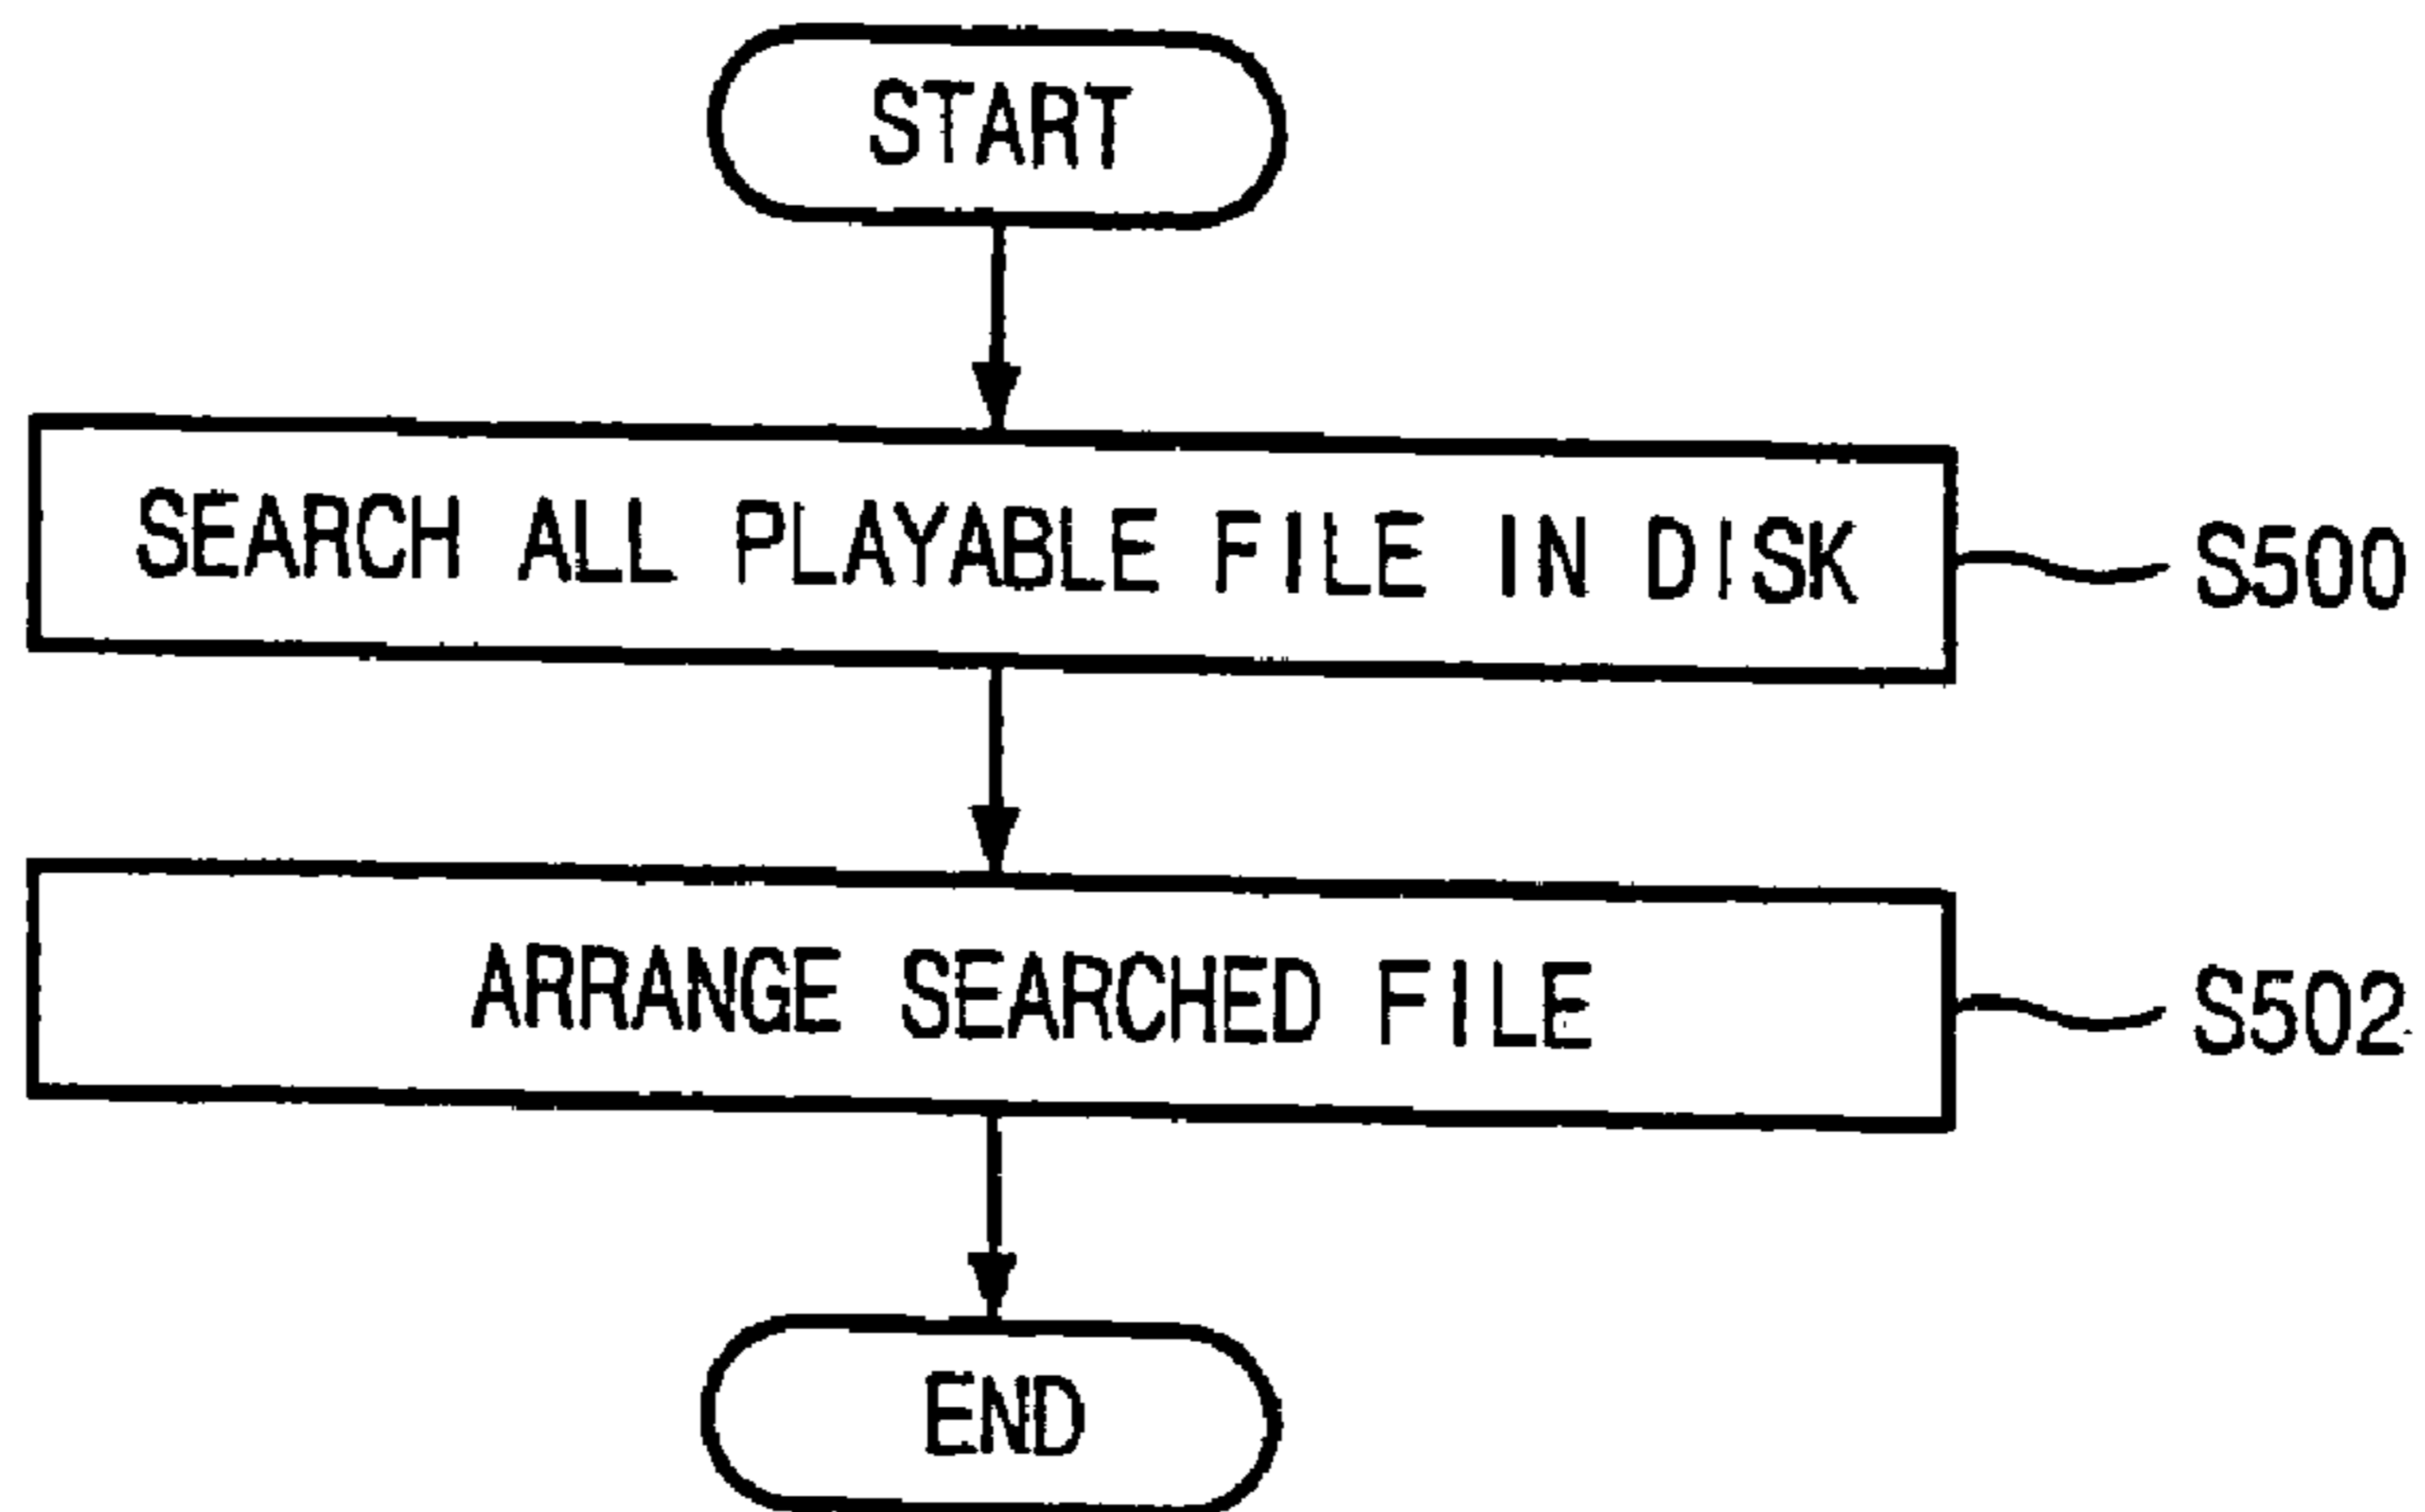 START
SEARCH ALL PLAYABLE FILE IN DISK
S500
ARRANGE SEARCHED FILE
S502
END